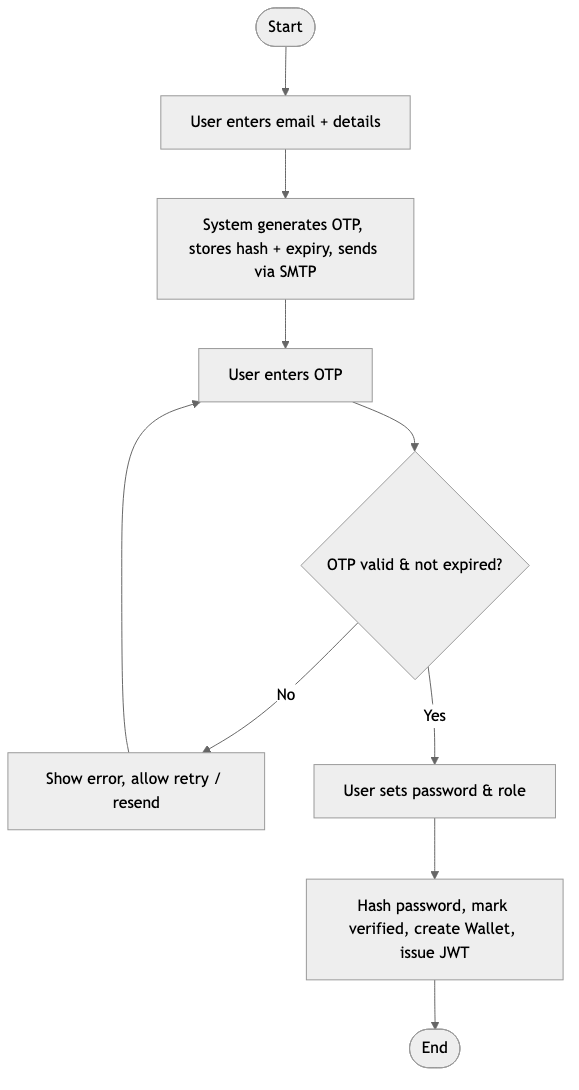 Start
User enters email + details
System generates OTP,
stores hash + expiry, sends
via SMTP
User enters OTP
OTP valid & not expired?
No
Yes
Show error, allow retry /
resend
User sets password & role
Hash password, mark
verified, create Wallet,
issue JWT
End